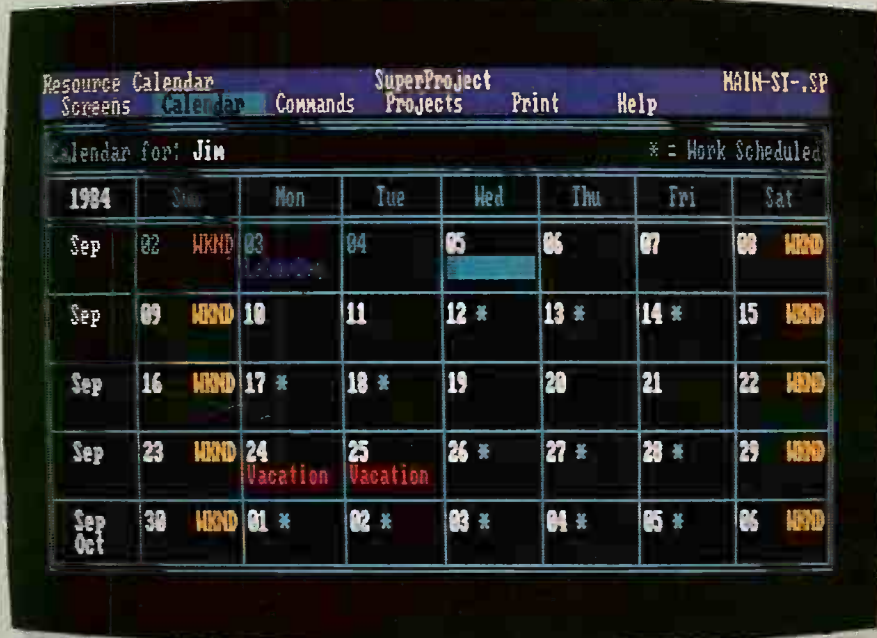 Resource Calendar SuperProject MAIN-ST-.SP
Screens Calendar Commands Projects Print Help
Calendar for: Jim * = Work Scheduled
1984 Sun Mon Tue Wed Thu Fri Sat
Sep 02 WKND 03 04 05 06 07 08 WKND
Sep 09 WKND 10 11 12 * 13 * 14 * 15 WKND
Sep 16 WKND 17 * 18 * 19 20 21 22 WKND
Sep 23 WKND 24 25 26 * 27 * 28 * 29 WKND
Vacation Vacation
Sep 30 WKND 01 * 02 * 03 * 04 * 05 * 06 WKND
Oct